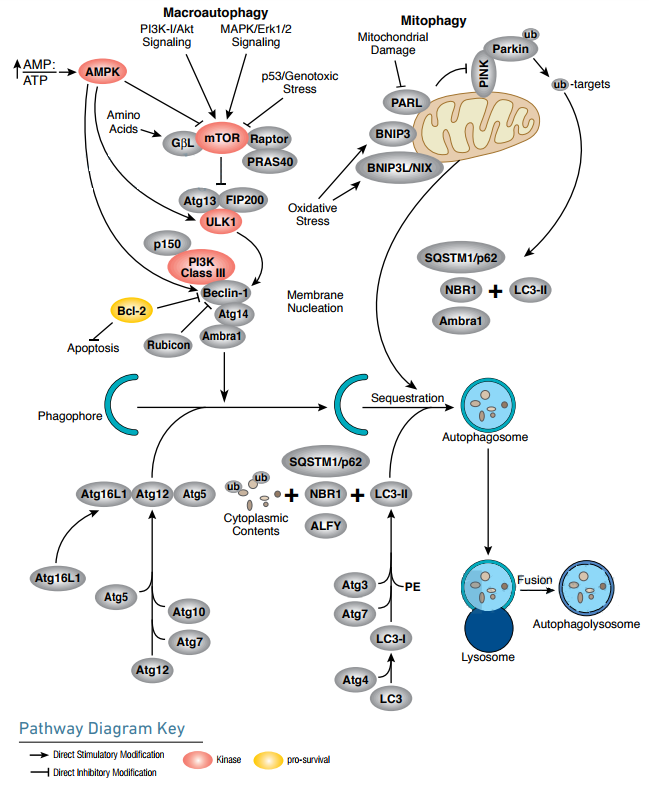 Macroautophagy
PI3K-I/Akt
Signaling
MAPK/Erk1/2
Signaling
AMP:
ATP
AMPK
p53/Genotoxic
Stress
Amino
Acids
GβL
mTOR
Raptor
PRAS40
Atg13
FIP200
ULK1
p150
PI3K
Class III
Beclin-1
Bcl-2
Atg14
Apoptosis
Rubicon
Ambra1
Mitophagy
Mitochondrial
Damage
ub
Parkin
PINK1
ub
-targets
PARL
BNIP3
BNIP3L/NIX
Oxidative
Stress
SQSTM1/p62
NBR1
+
LC3-II
Ambra1
Membrane
Nucleation
Phagophore
Sequestration
Autophagosome
SQSTM1/p62
Atg16L1
Atg12
Atg5
ub
ub
+
NBR1
+
LC3-II
Cytoplasmic
Contents
ALFY
Atg16L1
Atg5
Atg10
Atg7
Atg12
Atg3
PE
Atg7
LC3-I
Atg4
LC3
Fusion
Autophagolysosome
Lysosome
Pathway Diagram Key
Direct Stimulatory Modification
Direct Inhibitory Modification
Kinase
pro-survival